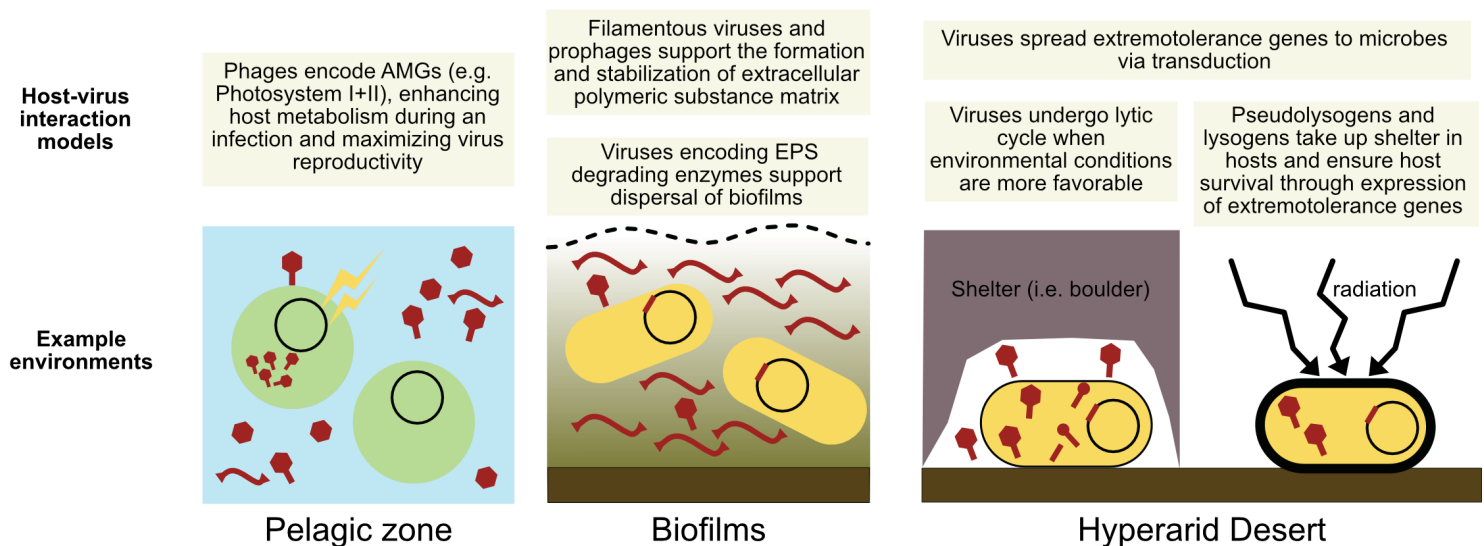 Host-virus
interaction
models
Phages encode AMGs (e.g.
Photosystem I+II), enhancing
host metabolism during an
infection and maximizing virus
reproductivity
Filamentous viruses and
prophages support the formation
and stabilization of extracellular
polymeric substance matrix
Viruses encoding EPS
degrading enzymes support
dispersal of biofilms
Viruses spread extremotolerance genes to microbes
via transduction
Viruses undergo lytic
cycle when
environmental conditions
are more favorable
Pseudolysogens and
lysogens take up shelter in
hosts and ensure host
survival through expression
of extremotolerance genes
Example
environments
Shelter (i.e. boulder)
radiation
Pelagic zone
Biofilms
Hyperarid Desert